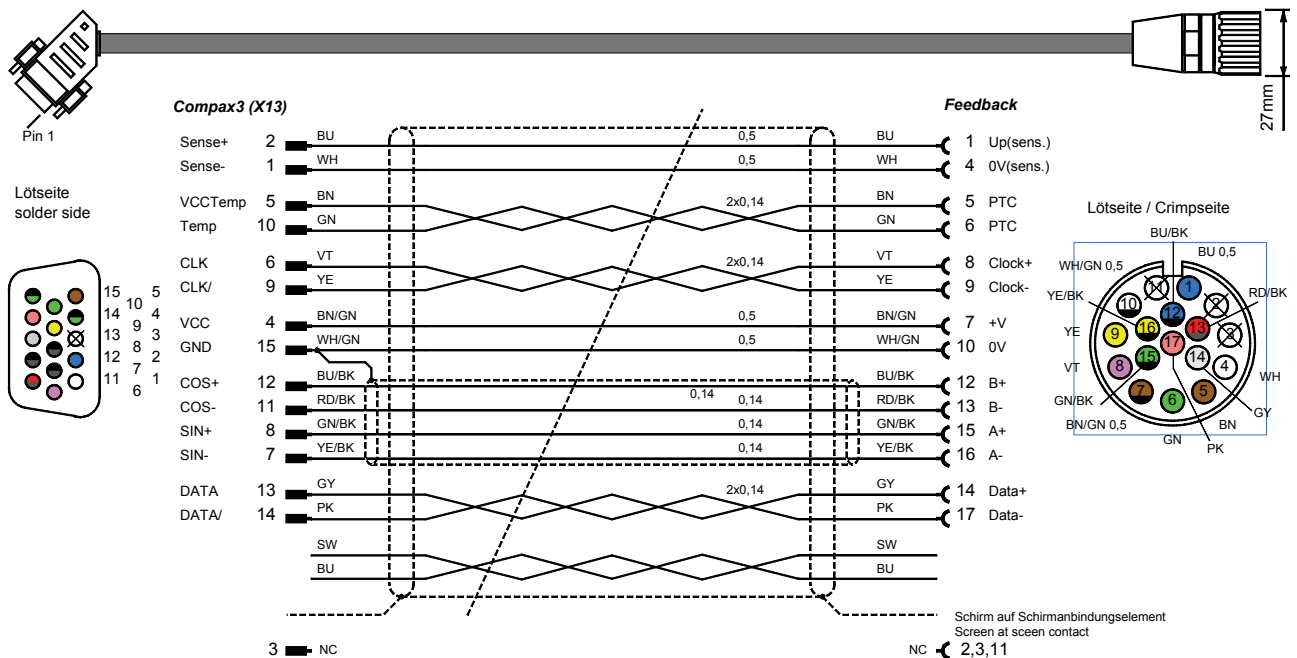 Pin 1
27mm
Compax3 (X13)
Feedback
Sense+ 2 BU 0,5 BU 1 Up(sens.)
Sense- 1 WH 0,5 WH 4 0V(sens.)
VCCTemp 5 BN 2x0,14 BN 5 PTC
Temp 10 GN GN 6 PTC
CLK 6 VT 2x0,14 VT 8 Clock+
CLK/ 9 YE YE 9 Clock-
VCC 4 BN/GN 0,5 BN/GN 7 +V
GND 15 WH/GN 0,5 WH/GN 10 0V
COS+ 12 BU/BK 0,14 BU/BK 12 B+
COS- 11 RD/BK 0,14 RD/BK 13 B-
SIN+ 8 GN/BK 0,14 GN/BK 15 A+
SIN- 7 YE/BK 0,14 YE/BK 16 A-
DATA 13 GY 2x0,14 GY 14 Data+
DATA/ 14 PK PK 17 Data-
SW SW
BU BU
Schirm auf Schirmanbindungselement
Screen at sceen contact
3 NC NC 2,3,11
Lötseite
solder side
15 5
10
14 4
9
13 3
8
12 2
7
11 1
6
Lötseite / Crimpseite
BU/BK
BU 0,5
WH/GN 0,5
YE/BK
RD/BK
YE
VT
WH
GN/BK
GY
BN/GN 0,5
BN
GN
PK
11 1
10 12 2
9 16 13 3
17
8 15 14 4
7 6 5